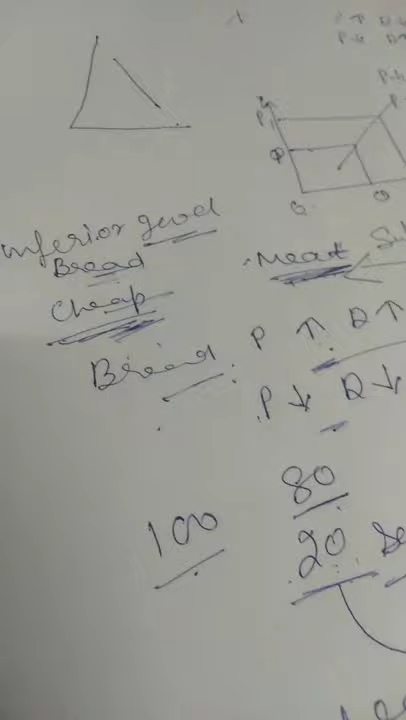 P↓ D↑
P
P
P
Q
Q
inferior good
Bread
Meat
Cheap
Bread : P ↑ D ↑
P ↓ D ↓
80
100
20